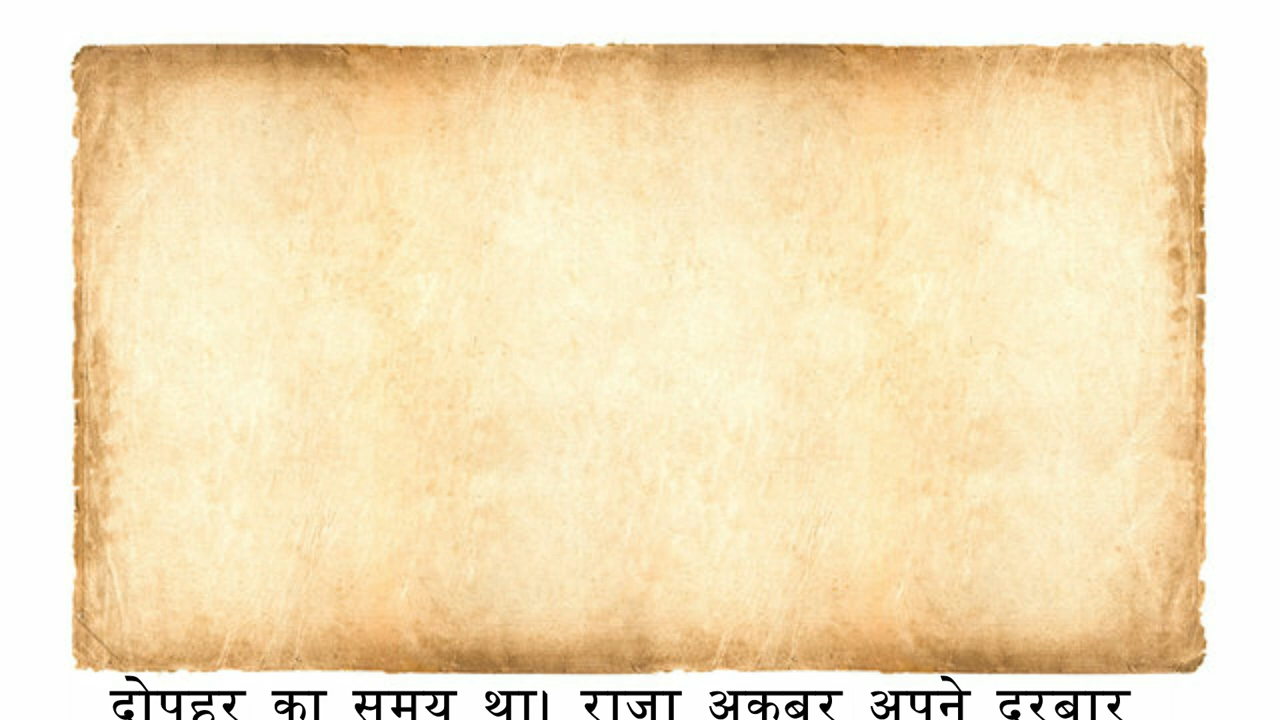 दोपहर का समय था। राजा अकबर अपने दरबार